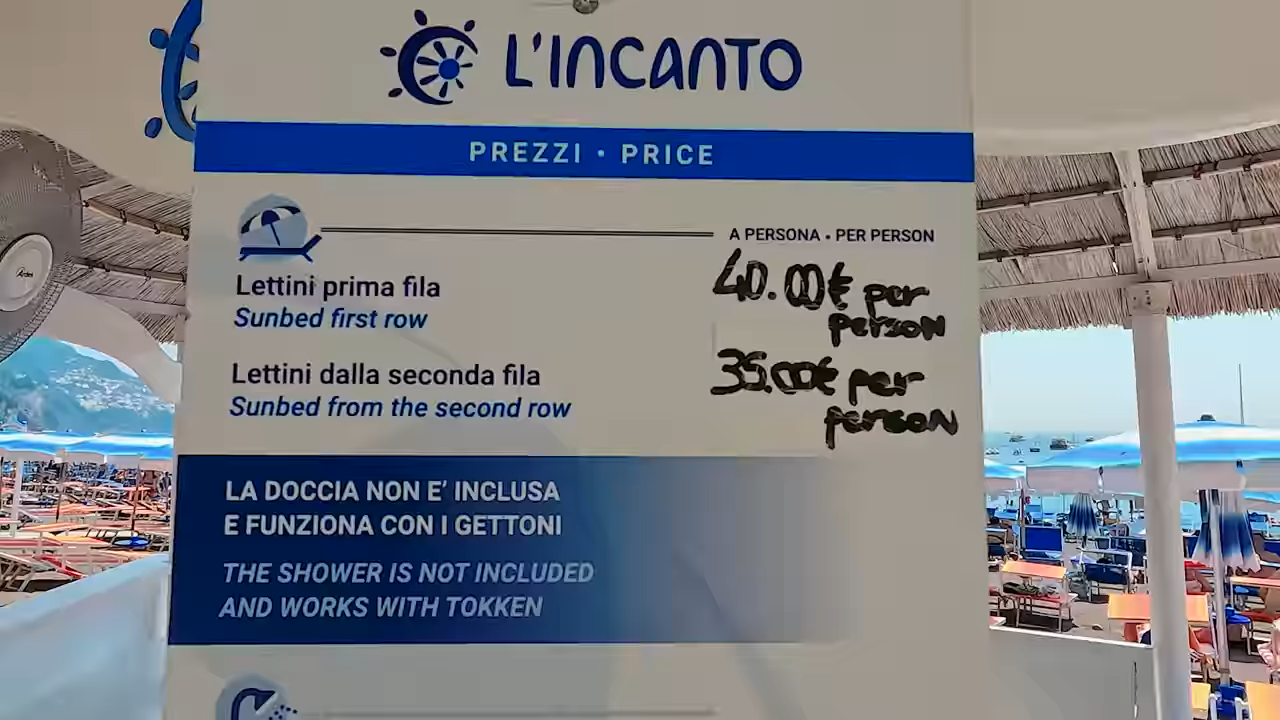 L'INCANTO
PREZZI • PRICE
A PERSONA • PER PERSON
Lettini prima fila
Sunbed first row
40.00€ per
person
Lettini dalla seconda fila
Sunbed from the second row
35.00€ per
person
LA DOCCIA NON E' INCLUSA
E FUNZIONA CON I GETTONI
THE SHOWER IS NOT INCLUDED
AND WORKS WITH TOKKEN